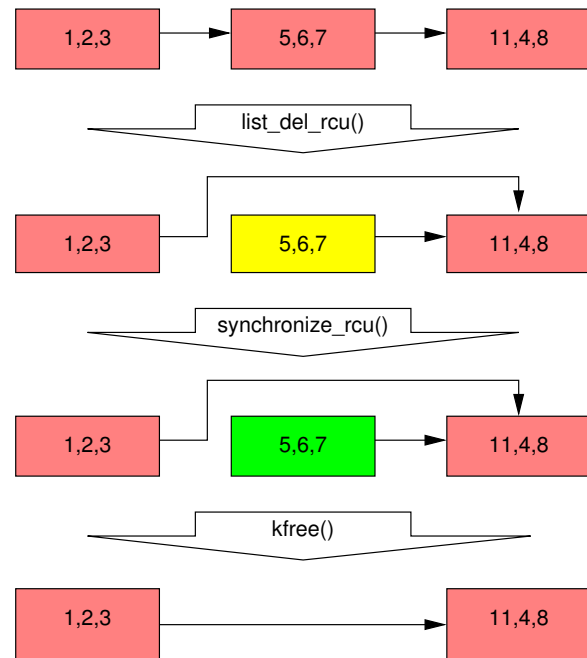 1,2,3 5,6,7 11,4,8
list_del_rcu()
1,2,3 5,6,7 11,4,8
synchronize_rcu()
1,2,3 5,6,7 11,4,8
kfree()
1,2,3 11,4,8